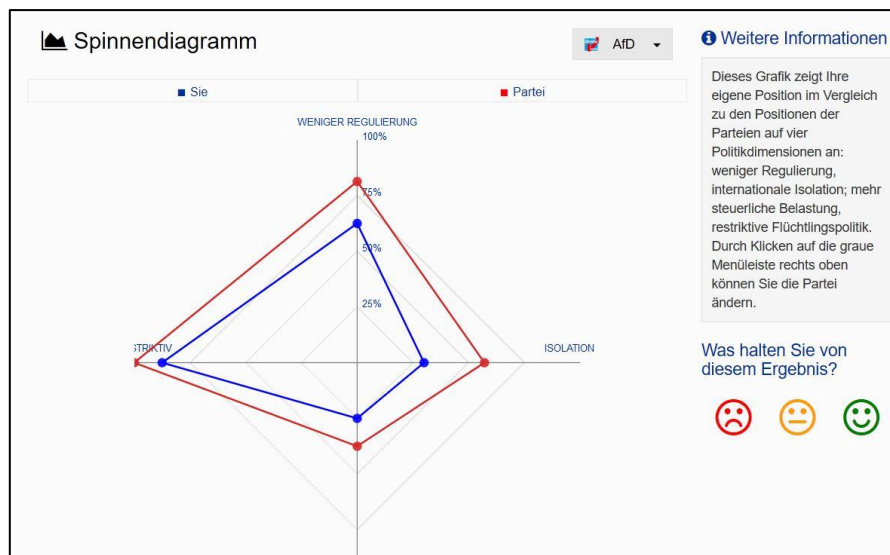 Spinnendiagramm
AfD
Sie
Partei
WENIGER REGULIERUNG
100%
75%
50%
25%
STRIKTIV
ISOLATION
Weitere Informationen
Dieses Grafik zeigt Ihre
eigene Position im Vergleich
zu den Positionen der
Parteien auf vier
Politikdimensionen an:
weniger Regulierung,
internationale Isolation; mehr
steuerliche Belastung,
restriktive Flüchtlingspolitik.
Durch Klicken auf die graue
Menüleiste rechts oben
können Sie die Partei
ändern.
Was halten Sie von
diesem Ergebnis?